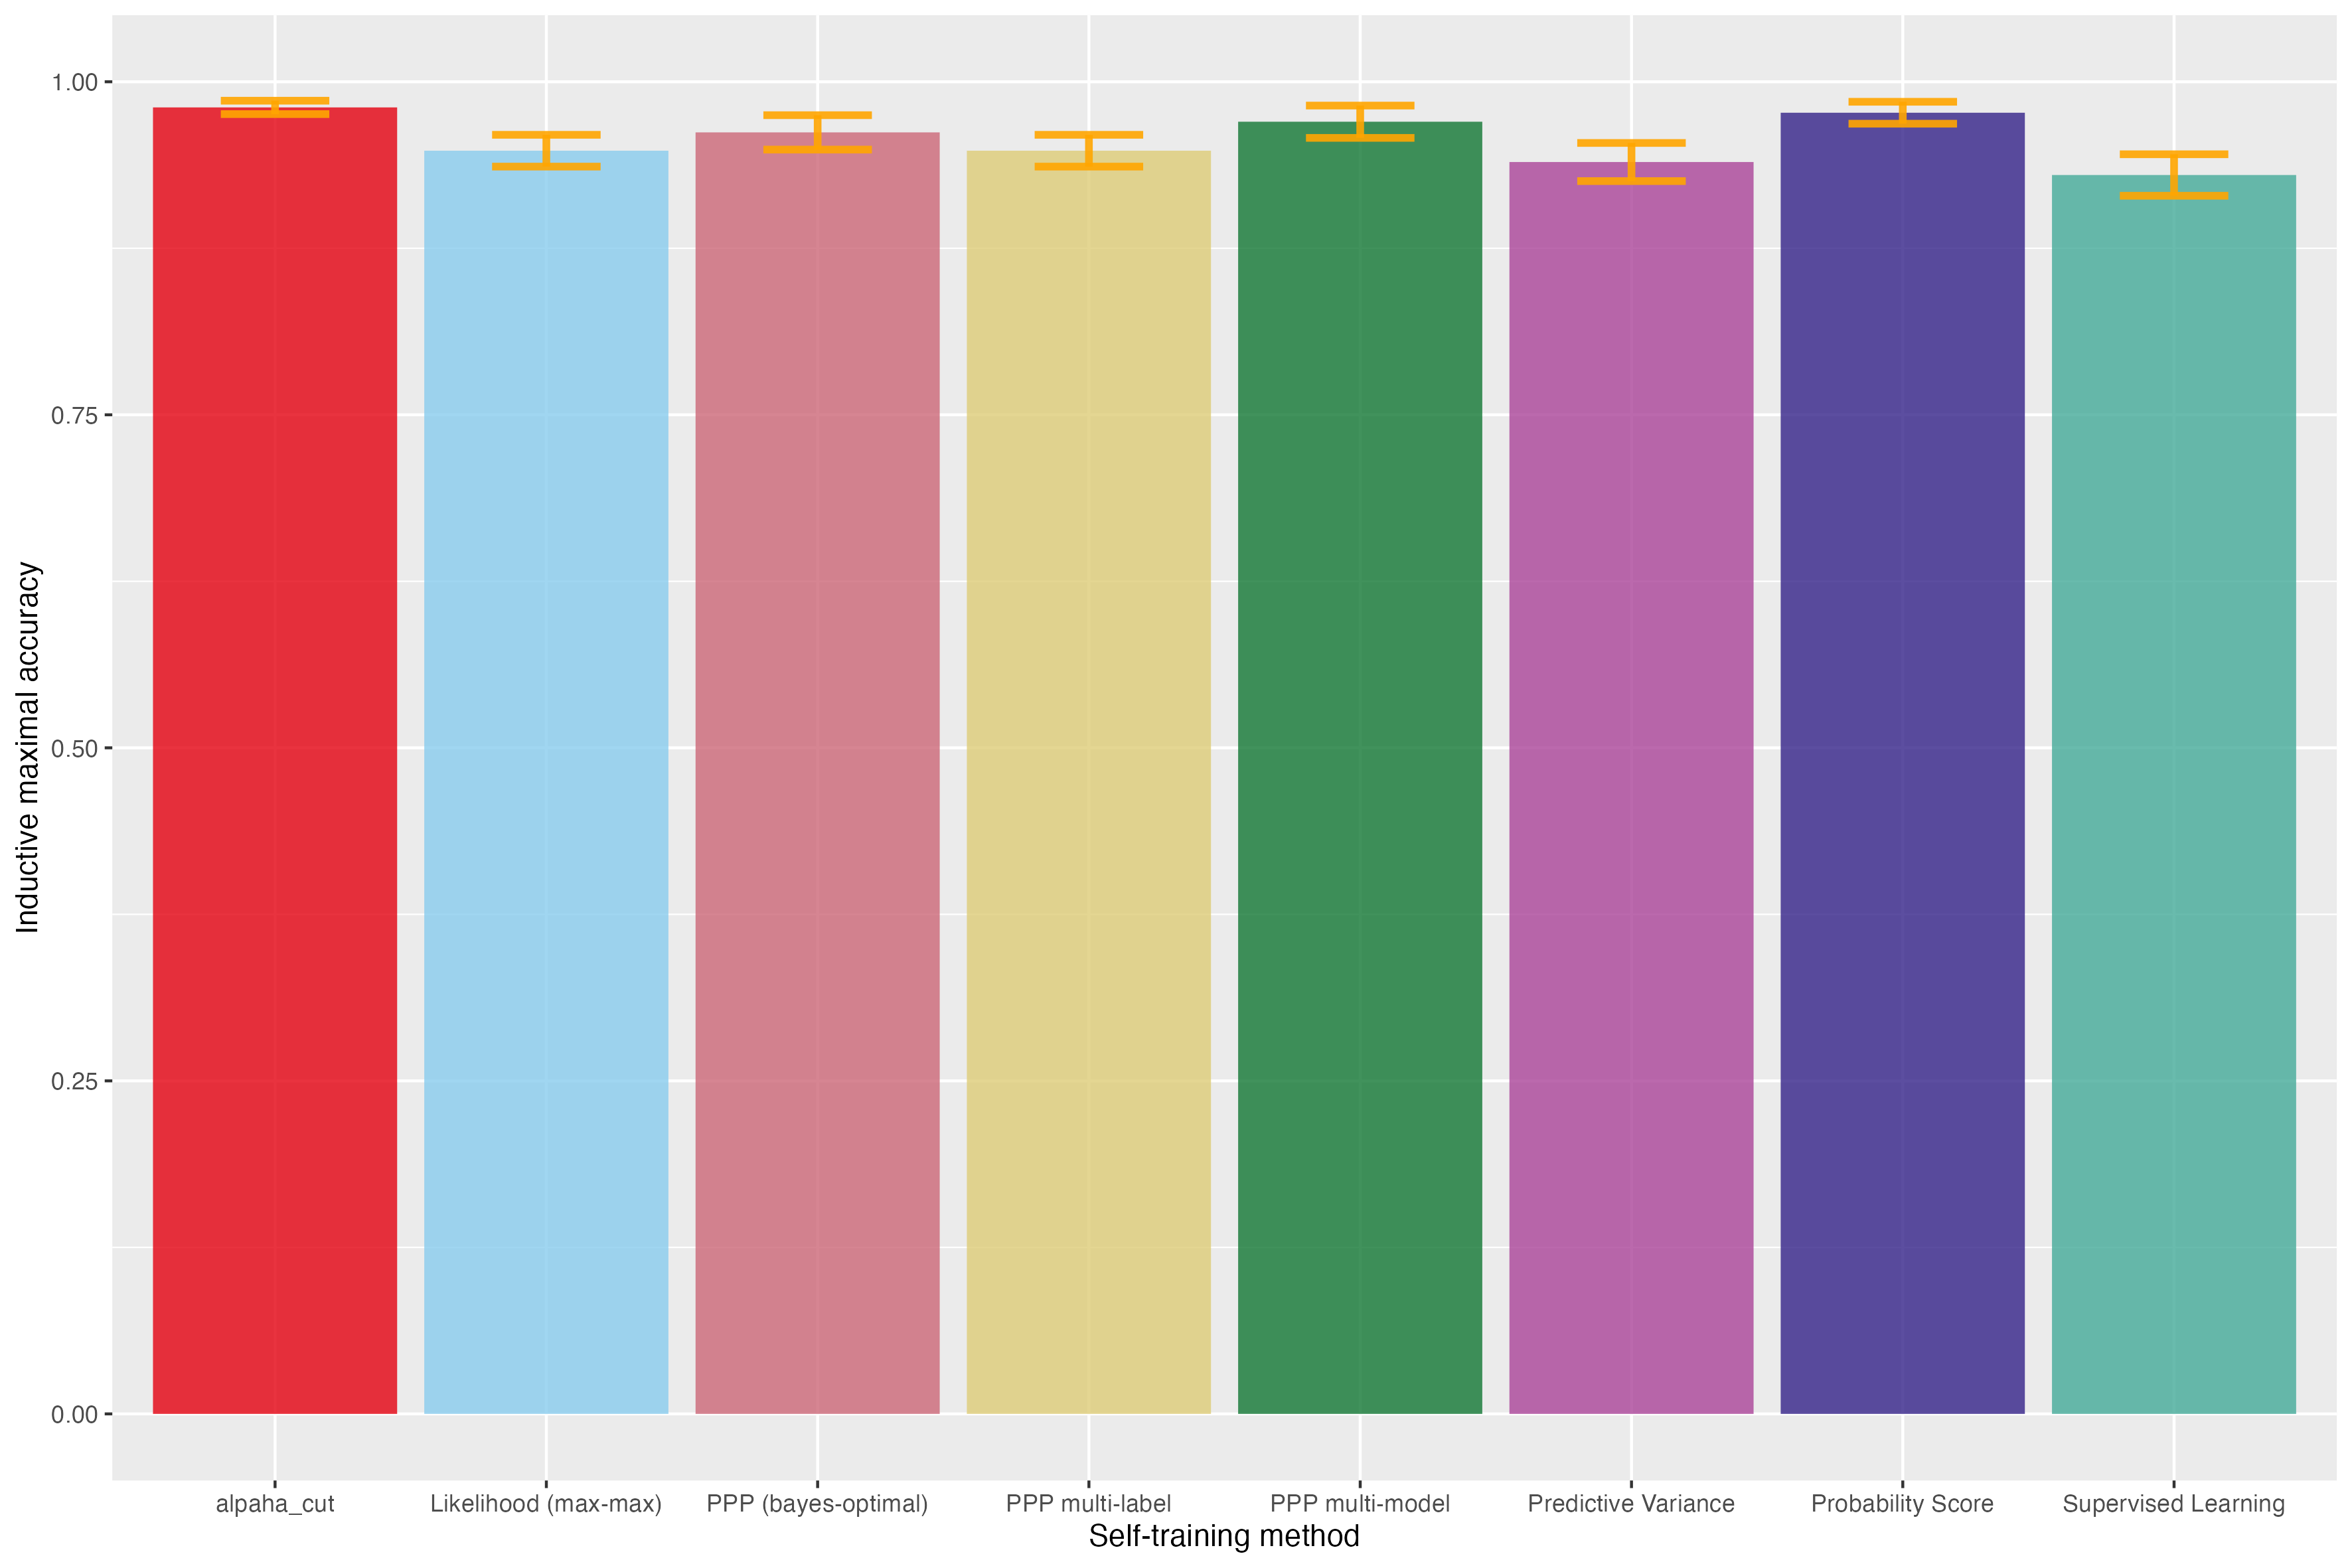 1.00
0.75
0.50
0.25
0.00
Inductive maximal accuracy
alpaha_cut
Likelihood (max-max)
PPP (bayes-optimal)
PPP multi-label
PPP multi-model
Predictive Variance
Probability Score
Supervised Learning
Self-training method